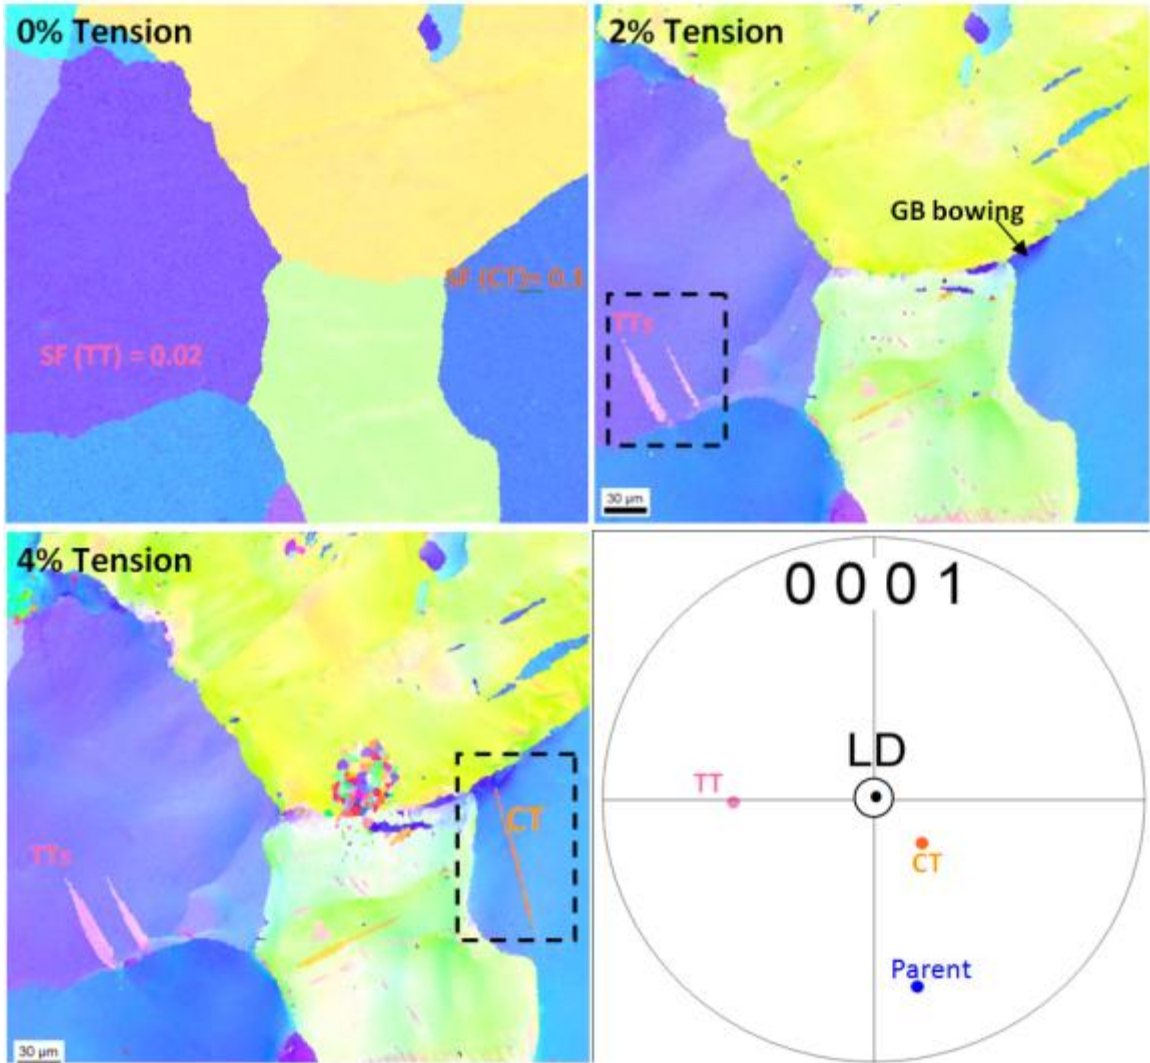 0% Tension
SF (CT)= 0.1
SF (TT) = 0.02
2% Tension
GB bowing
TTs
30 µm
4% Tension
CT
TTs
30 µm
0 0 0 1
LD
TT
CT
Parent